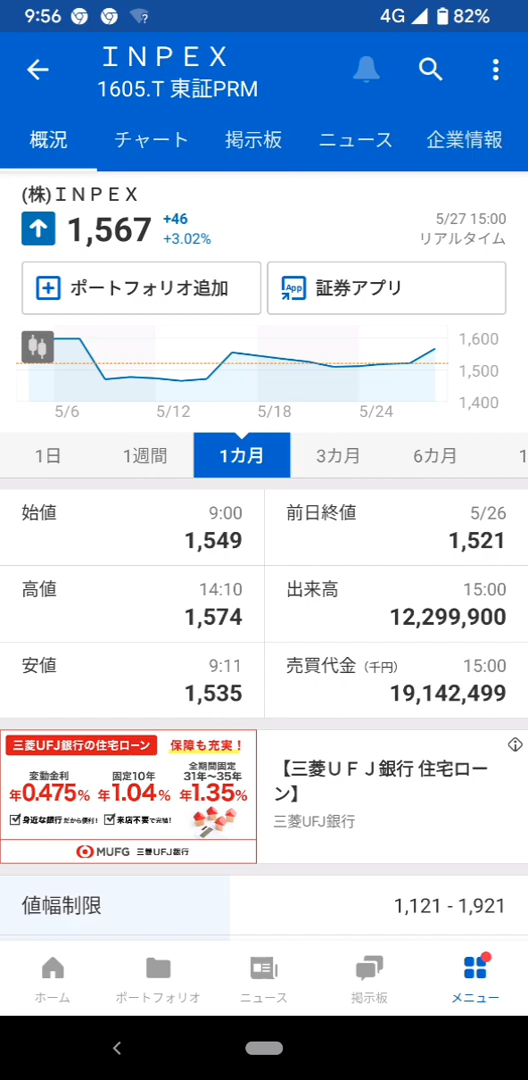 9:56
4G 82%
ＩＮＰＥＸ
1605.T 東証PRM
概況 チャート 掲示板 ニュース 企業情報
(株)ＩＮＰＥＸ
1,567 +46
+3.02%
5/27 15:00
リアルタイム
ポートフォリオ追加
App 証券アプリ
1,600
1,500
1,400
5/6 5/12 5/18 5/24
1日 1週間 1カ月 3カ月 6カ月 1
始値 9:00
1,549
前日終値 5/26
1,521
高値 14:10
1,574
出来高 15:00
12,299,900
安値 9:11
1,535
売買代金 (千円) 15:00
19,142,499
三菱UFJ銀行の住宅ローン 保障も充実！
変動金利
年0.475%
固定10年
年1.04%
全期間固定
31年〜35年
年1.35%
身近な銀行だから便利！ 来店不要で完結！
MUFG 三菱UFJ銀行
【三菱ＵＦＪ銀行 住宅ローン】
三菱UFJ銀行
値幅制限 1,121 - 1,921
ホーム ポートフォリオ ニュース 掲示板 メニュー